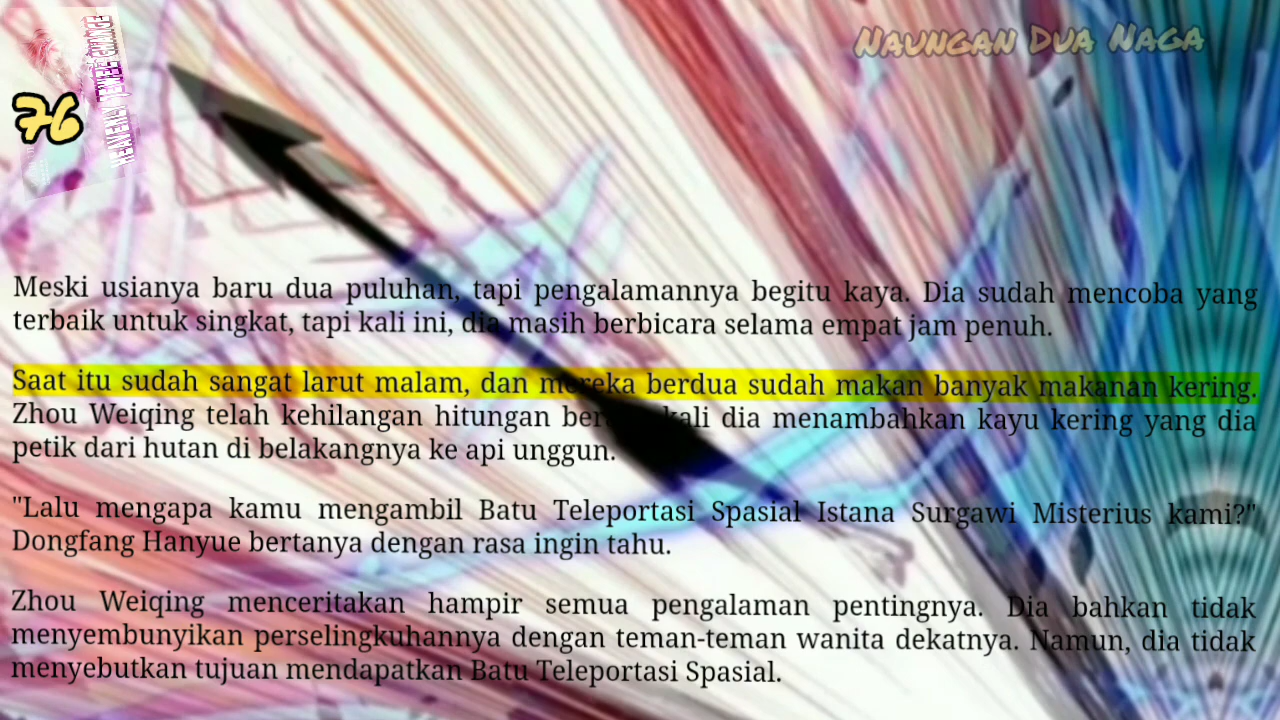 HEAVENLY JEWEL CHANGE
Naungan Dua Naga
76
Meski usianya baru dua puluhan, tapi pengalamannya begitu kaya. Dia sudah mencoba yang
terbaik untuk singkat, tapi kali ini, dia masih berbicara selama empat jam penuh.
Saat itu sudah sangat larut malam, dan mereka berdua sudah makan banyak makanan kering.
Zhou Weiqing telah kehilangan hitungan berapa kali dia menambahkan kayu kering yang dia
petik dari hutan di belakangnya ke api unggun.
"Lalu mengapa kamu mengambil Batu Teleportasi Spasial Istana Surgawi Misterius kami?"
Dongfang Hanyue bertanya dengan rasa ingin tahu.
Zhou Weiqing menceritakan hampir semua pengalaman pentingnya. Dia bahkan tidak
menyembunyikan perselingkuhannya dengan teman-teman wanita dekatnya. Namun, dia tidak
menyebutkan tujuan mendapatkan Batu Teleportasi Spasial.